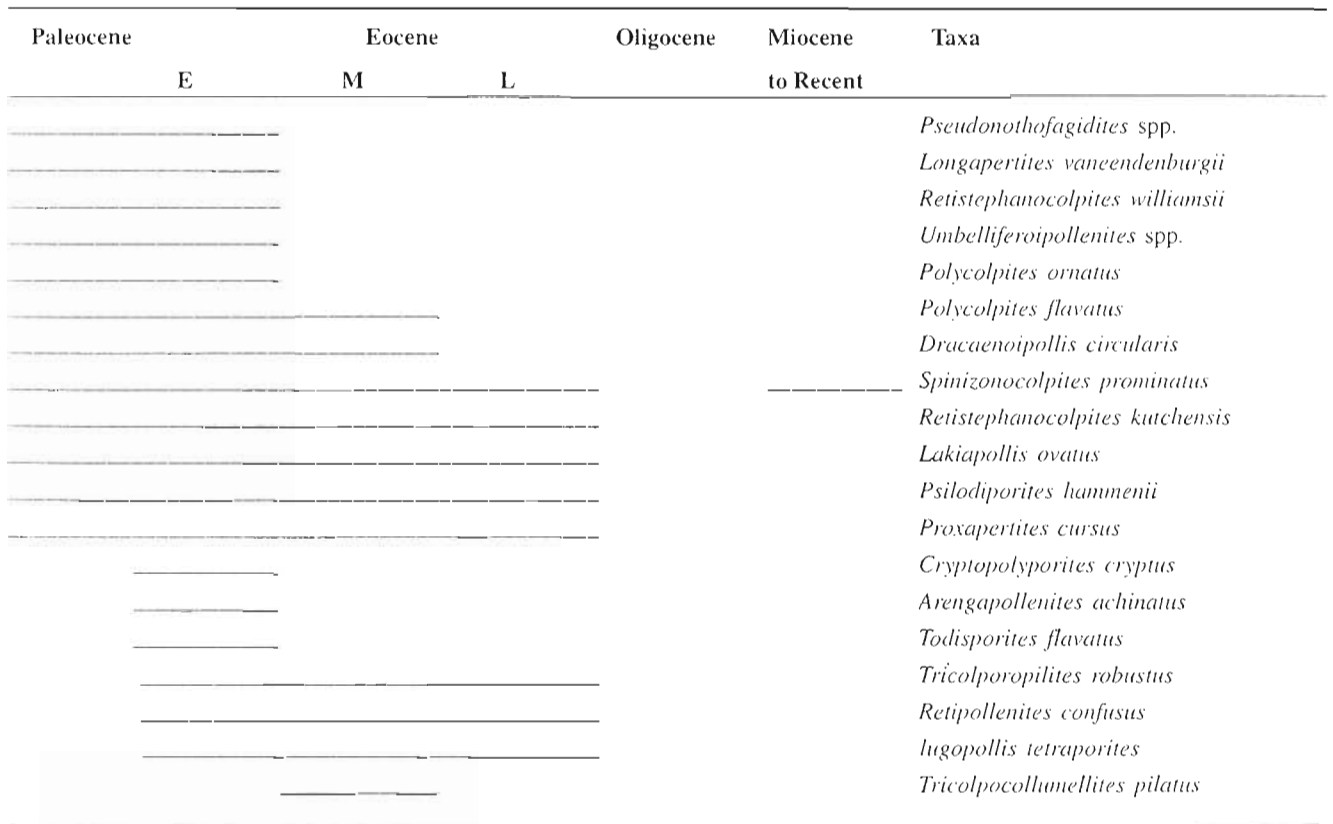 Paleocene Eocene Oligocene Miocene Taxa
E M L to Recent
Pseudonothofagidites spp.
Longapertites vaneendenburgii
Retistephanocolpites williamsii
Umbelliferoipollenites spp.
Polycolpites ornatus
Polycolpites flavatus
Dracaenoipollis circularis
Spinizonocolpites prominatus
Retistephanocolpites kutchensis
Lakiapollis ovatus
Psilodiporites hammenii
Proxapertites cursus
Cryptopolyporites cryptus
Arengapollenites achinatus
Todisporites flavatus
Tricolporopilites robustus
Retipollenites confusus
Iugopollis tetraporites
Tricolpocollumellites pilatus